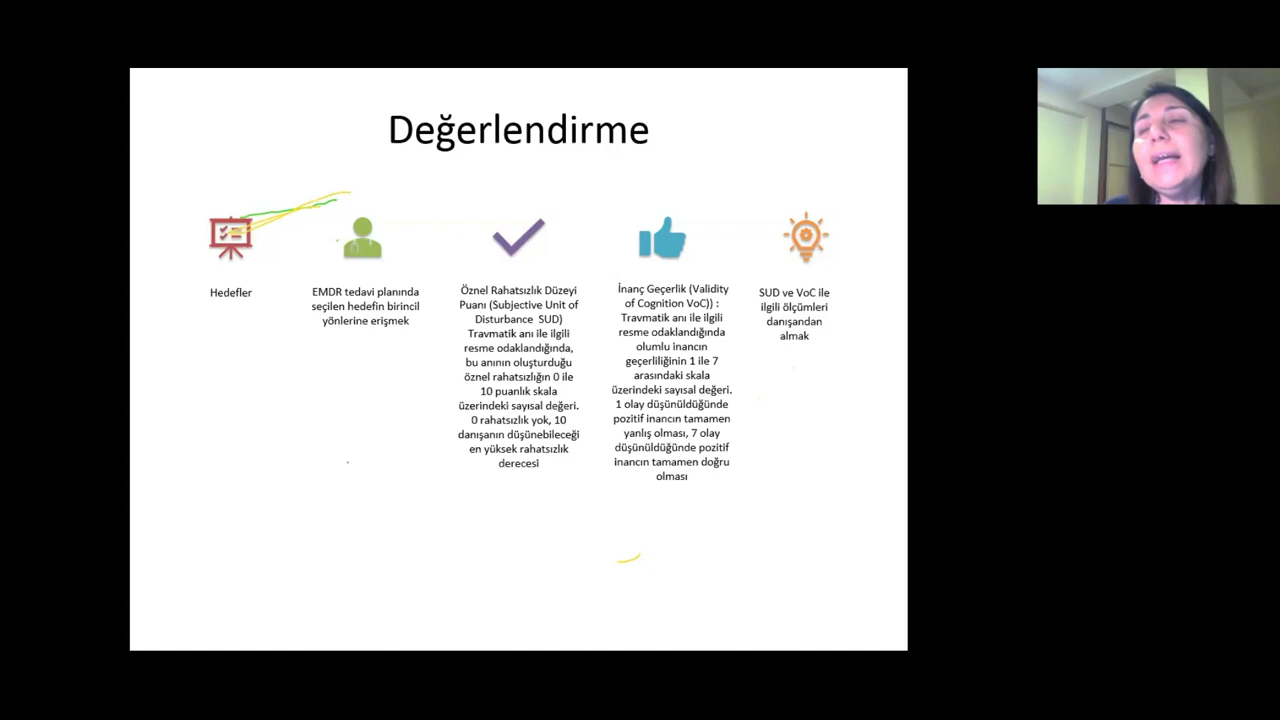 Değerlendirme
Hedefler
EMDR tedavi planında
seçilen hedefin birincil
yönlerine erişmek
Öznel Rahatsızlık Düzeyi
Puanı (Subjective Unit of
Disturbance SUD)
Travmatik anı ile ilgili
resme odaklandığında,
bu anının oluşturduğu
öznel rahatsızlığın 0 ile
10 puanlık skala
üzerindeki sayısal değeri.
0 rahatsızlık yok, 10
danışanın düşünebileceği
en yüksek rahatsızlık
derecesi
İnanç Geçerlik (Validity
of Cognition VoC)) :
Travmatik anı ile ilgili
resme odaklandığında
olumlu inancın
geçerliliğinin 1 ile 7
arasındaki skala
üzerindeki sayısal değeri.
1 olay düşünüldüğünde
pozitif inancın tamamen
yanlış olması, 7 olay
düşünüldüğünde pozitif
inancın tamamen doğru
olması
SUD ve VoC ile
ilgili ölçümleri
danışandan
almak